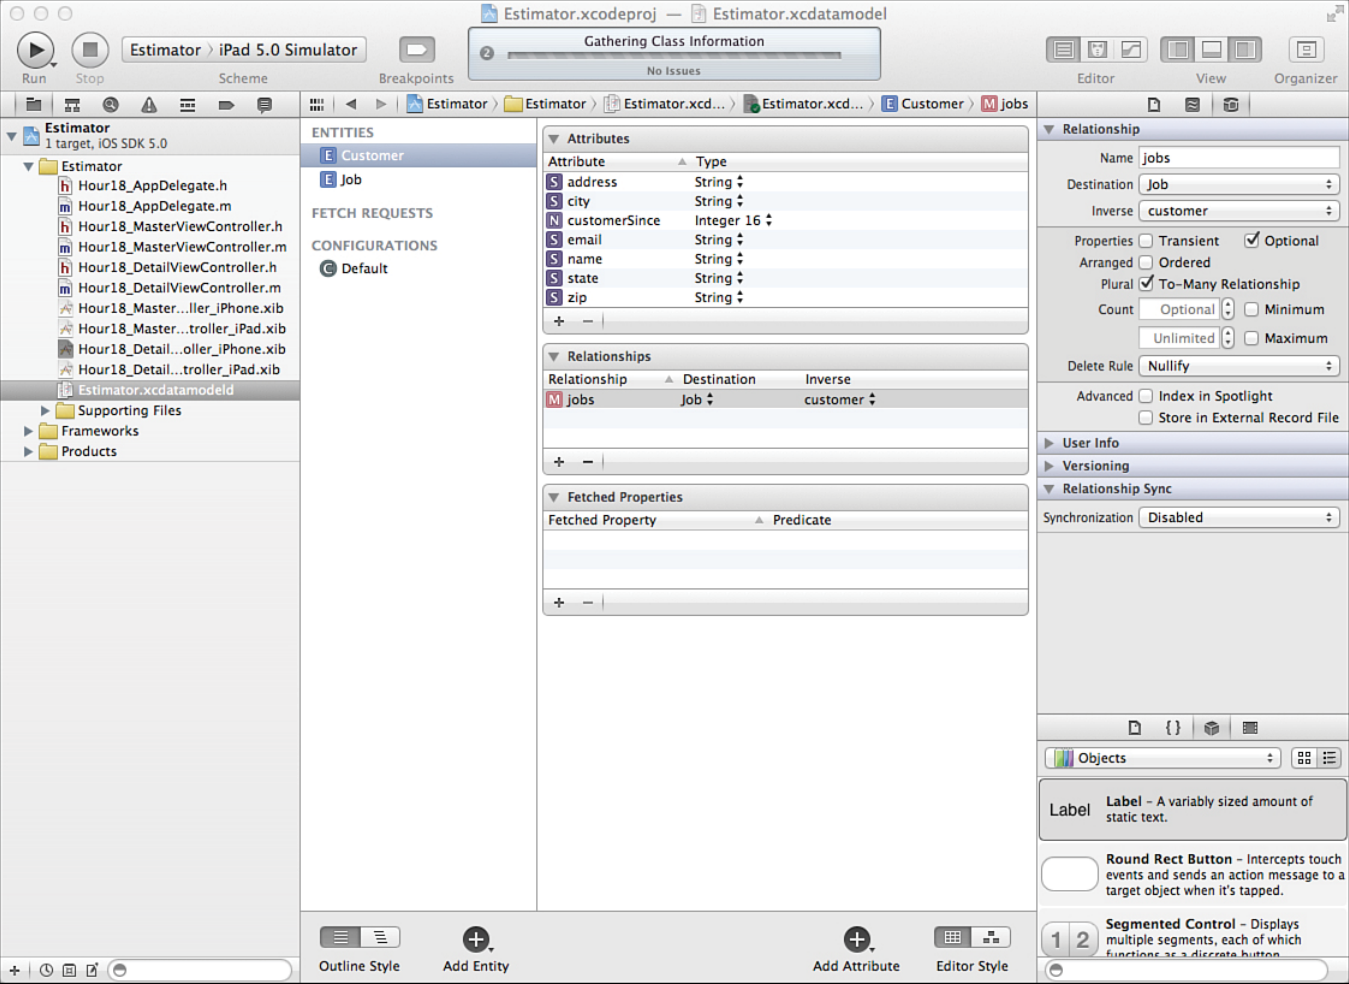 Estimator.xcodeproj — Estimator.xcdatamodel
Run
Stop
Estimator 〉 iPad 5.0 Simulator
Scheme
Breakpoints
2
Gathering Class Information
No Issues
Editor
View
Organizer
Estimator 〉 Estimator 〉 Estimator.xcd... 〉 Estimator.xcd... 〉 E Customer 〉 M jobs
Estimator
1 target, iOS SDK 5.0
Estimator
h Hour18_AppDelegate.h
m Hour18_AppDelegate.m
h Hour18_MasterViewController.h
m Hour18_MasterViewController.m
h Hour18_DetailViewController.h
m Hour18_DetailViewController.m
Hour18_Master...ller_iPhone.xib
Hour18_Master...troller_iPad.xib
Hour18_Detail...oller_iPhone.xib
Hour18_Detail...troller_iPad.xib
Estimator.xcdatamodeld
Supporting Files
Frameworks
Products
ENTITIES
E Customer
E Job
FETCH REQUESTS
CONFIGURATIONS
C Default
Attributes
Attribute Type
S address String
S city String
N customerSince Integer 16
S email String
S name String
S state String
S zip String
+ −
Relationships
Relationship Destination Inverse
M jobs Job customer
+ −
Fetched Properties
Fetched Property Predicate
+ −
Outline Style
Add Entity
Add Attribute
Editor Style
Relationship
Name jobs
Destination Job
Inverse customer
Properties Transient Optional
Arranged Ordered
Plural To-Many Relationship
Count Optional Minimum
Unlimited Maximum
Delete Rule Nullify
Advanced Index in Spotlight
Store in External Record File
User Info
Versioning
Relationship Sync
Synchronization Disabled
{ }
Objects
Label
Label – A variably sized amount of
static text.
Round Rect Button – Intercepts touch
events and sends an action message to a
target object when it's tapped.
1 2
Segmented Control – Displays
multiple segments, each of which
functions as a discrete button